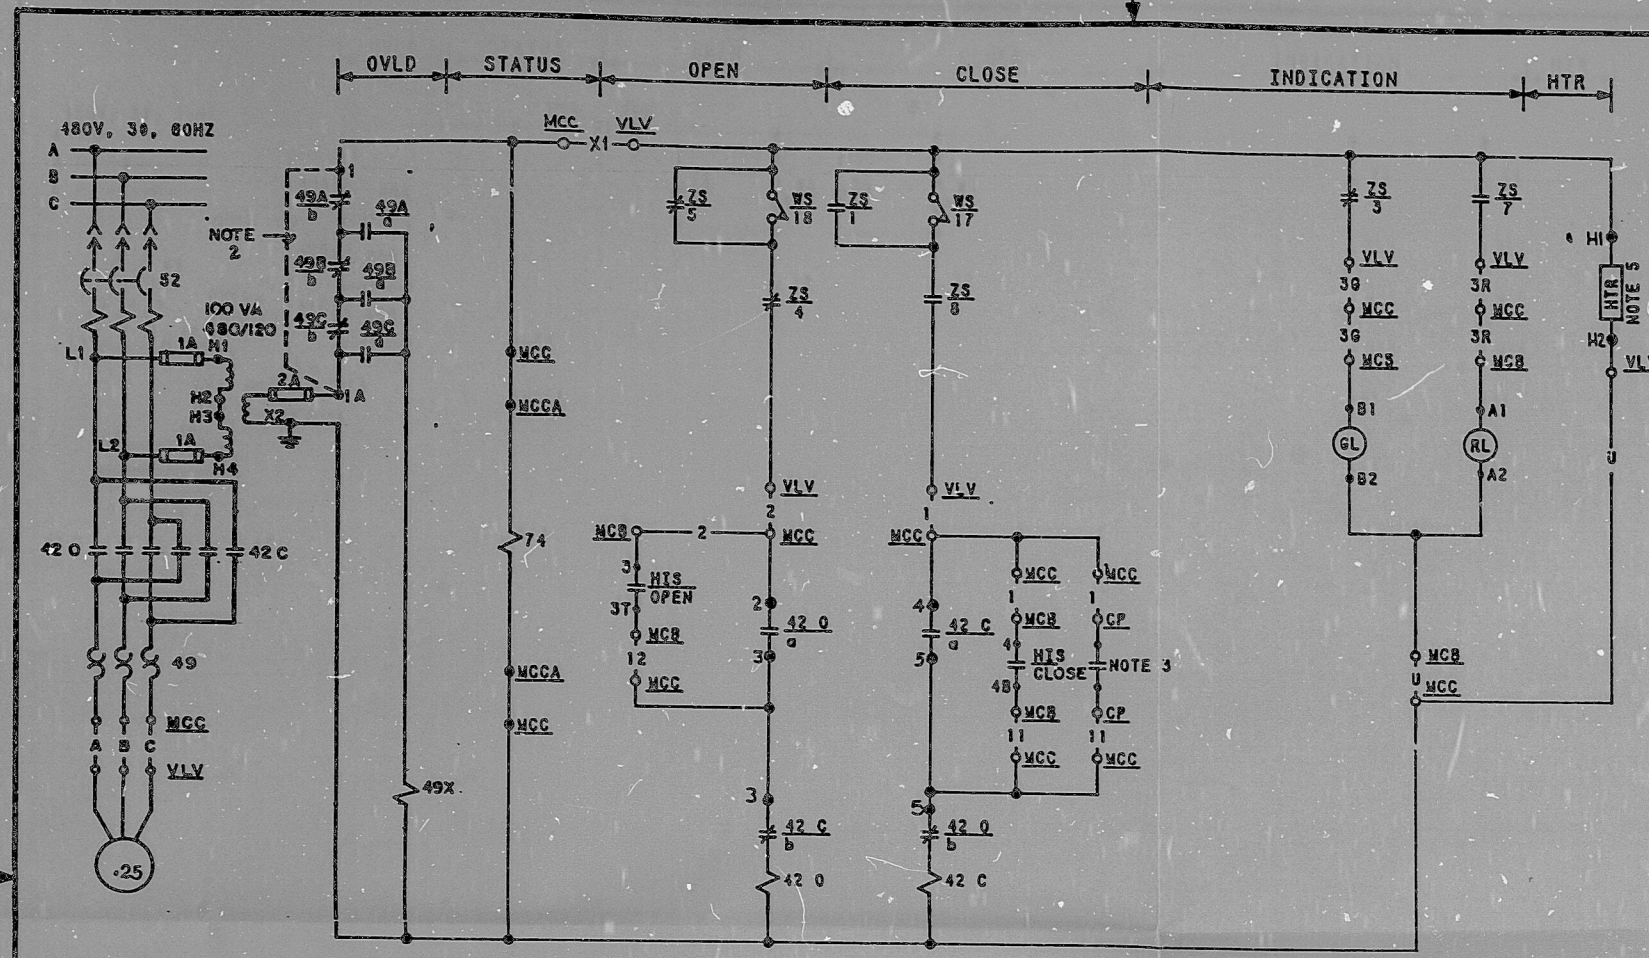 OVLD STATUS OPEN CLOSE INDICATION HTR
480V, 3ø, 60HZ
A
B
C
MCC X1 VLV
1
49A
b
49A
a
ZS
5
WS
18
ZS
1
WS
17
ZS
3
ZS
7
NOTE
2
H1
49B
b
49B
a
VLV
VLV
52
3G
3R
HTR
NOTE 5
100 VA
480/120
49C
b
49C
a
ZS
4
ZS
8
MCC
MCC
3G
3R
H2
L1
1A
H1
MCC
MCB
MCB
VLV
2A
1A
H2
H3
X2
MCCA
B1
A1
L2
1A
H4
GL
RL
U
B2
A2
VLV
VLV
2
1
MCB
2
MCC
MCC
42 O
42 C
74
3
HIS
OPEN
3T
MCC
MCC
1
1
2
4
MCB
CP
42 O
a
42 C
a
4
HIS
CLOSE
NOTE 3
MCB
12
3
5
4B
49
MCCA
MCC
MCB
CP
MCB
U
MCC
MCC
MCC
11
11
A B C
MCC
MCC
VLV
49X
3
5
42 C
b
42 O
b
.25
42 O
42 C